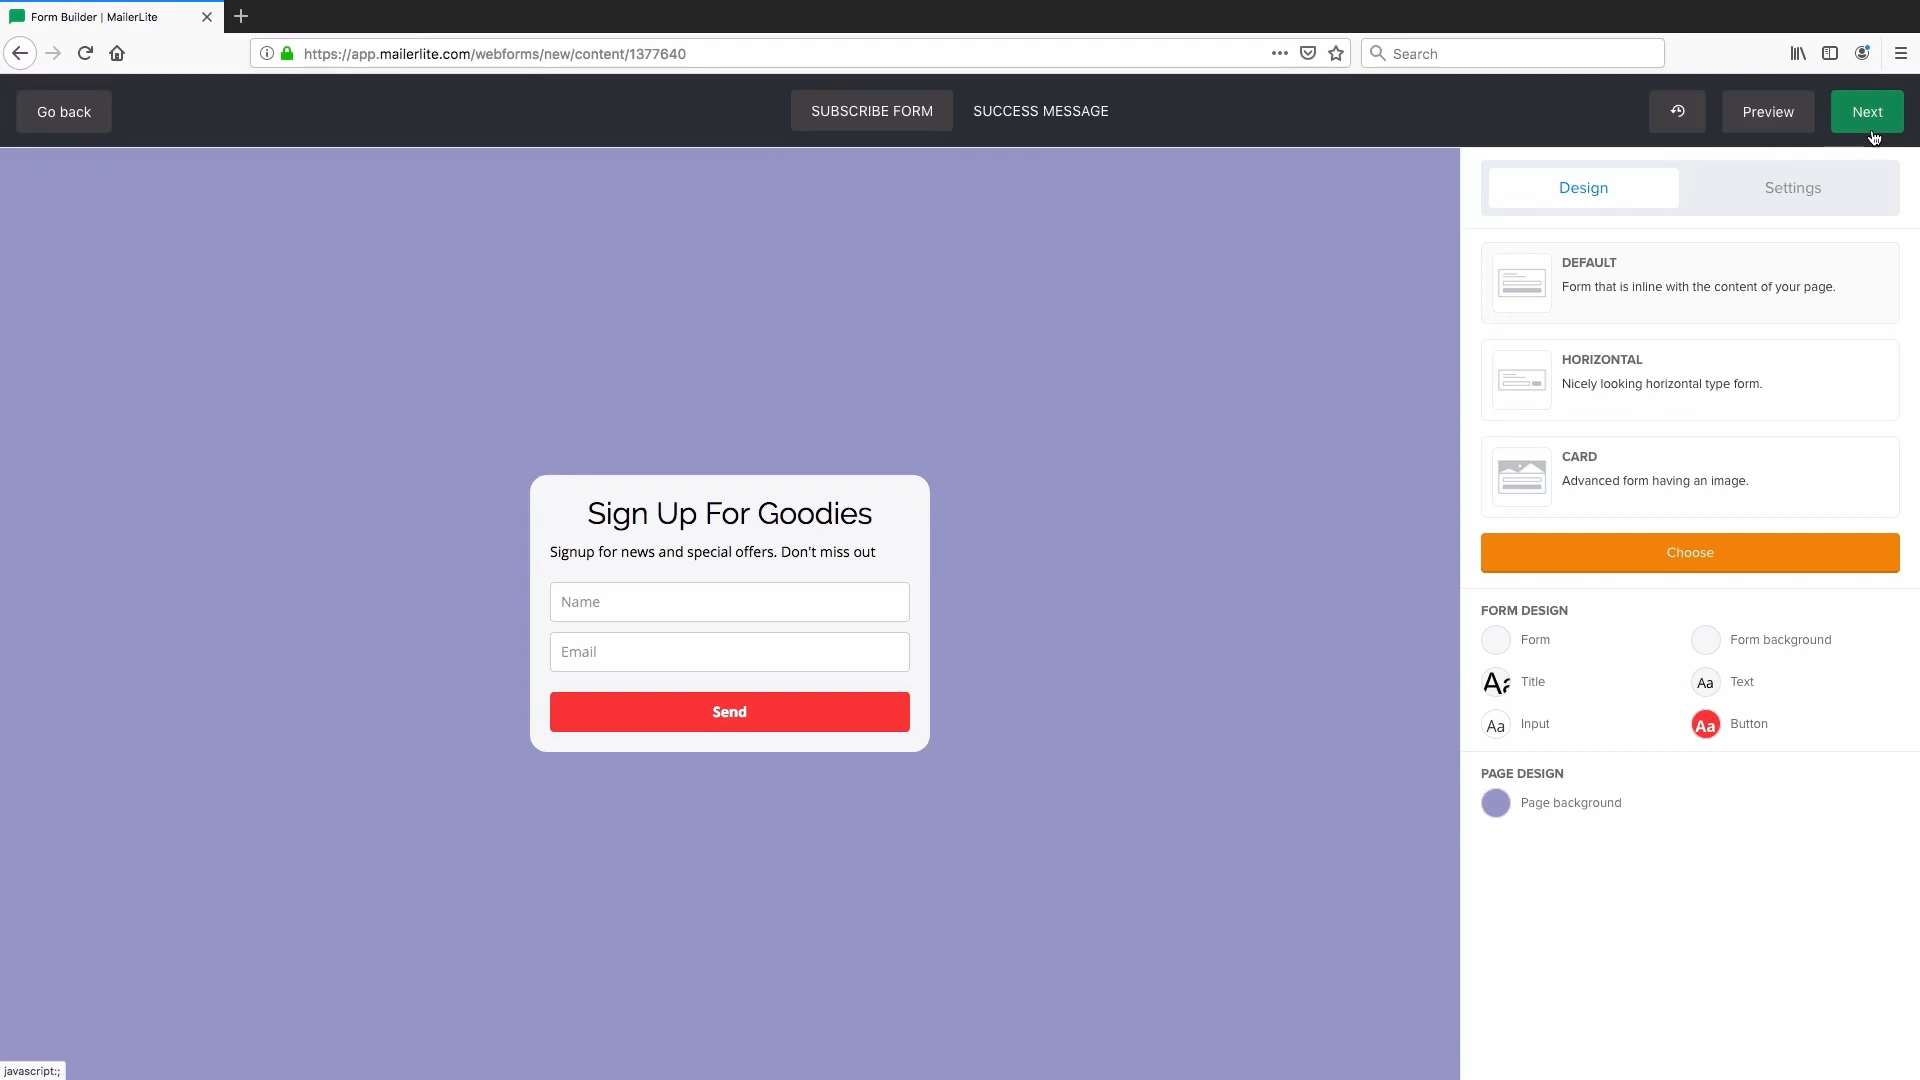 Form Builder | MailerLite
https://app.mailerlite.com/webforms/new/content/1377640
Search
Go back
SUBSCRIBE FORM
SUCCESS MESSAGE
Preview
Next
Design
Settings
DEFAULT
Form that is inline with the content of your page.
HORIZONTAL
Nicely looking horizontal type form.
CARD
Advanced form having an image.
Choose
Sign Up For Goodies
Signup for news and special offers. Don't miss out
Name
Email
Send
FORM DESIGN
Form
Form background
Aa Title
Aa Text
Aa Input
Aa Button
PAGE DESIGN
Page background
javascript:;